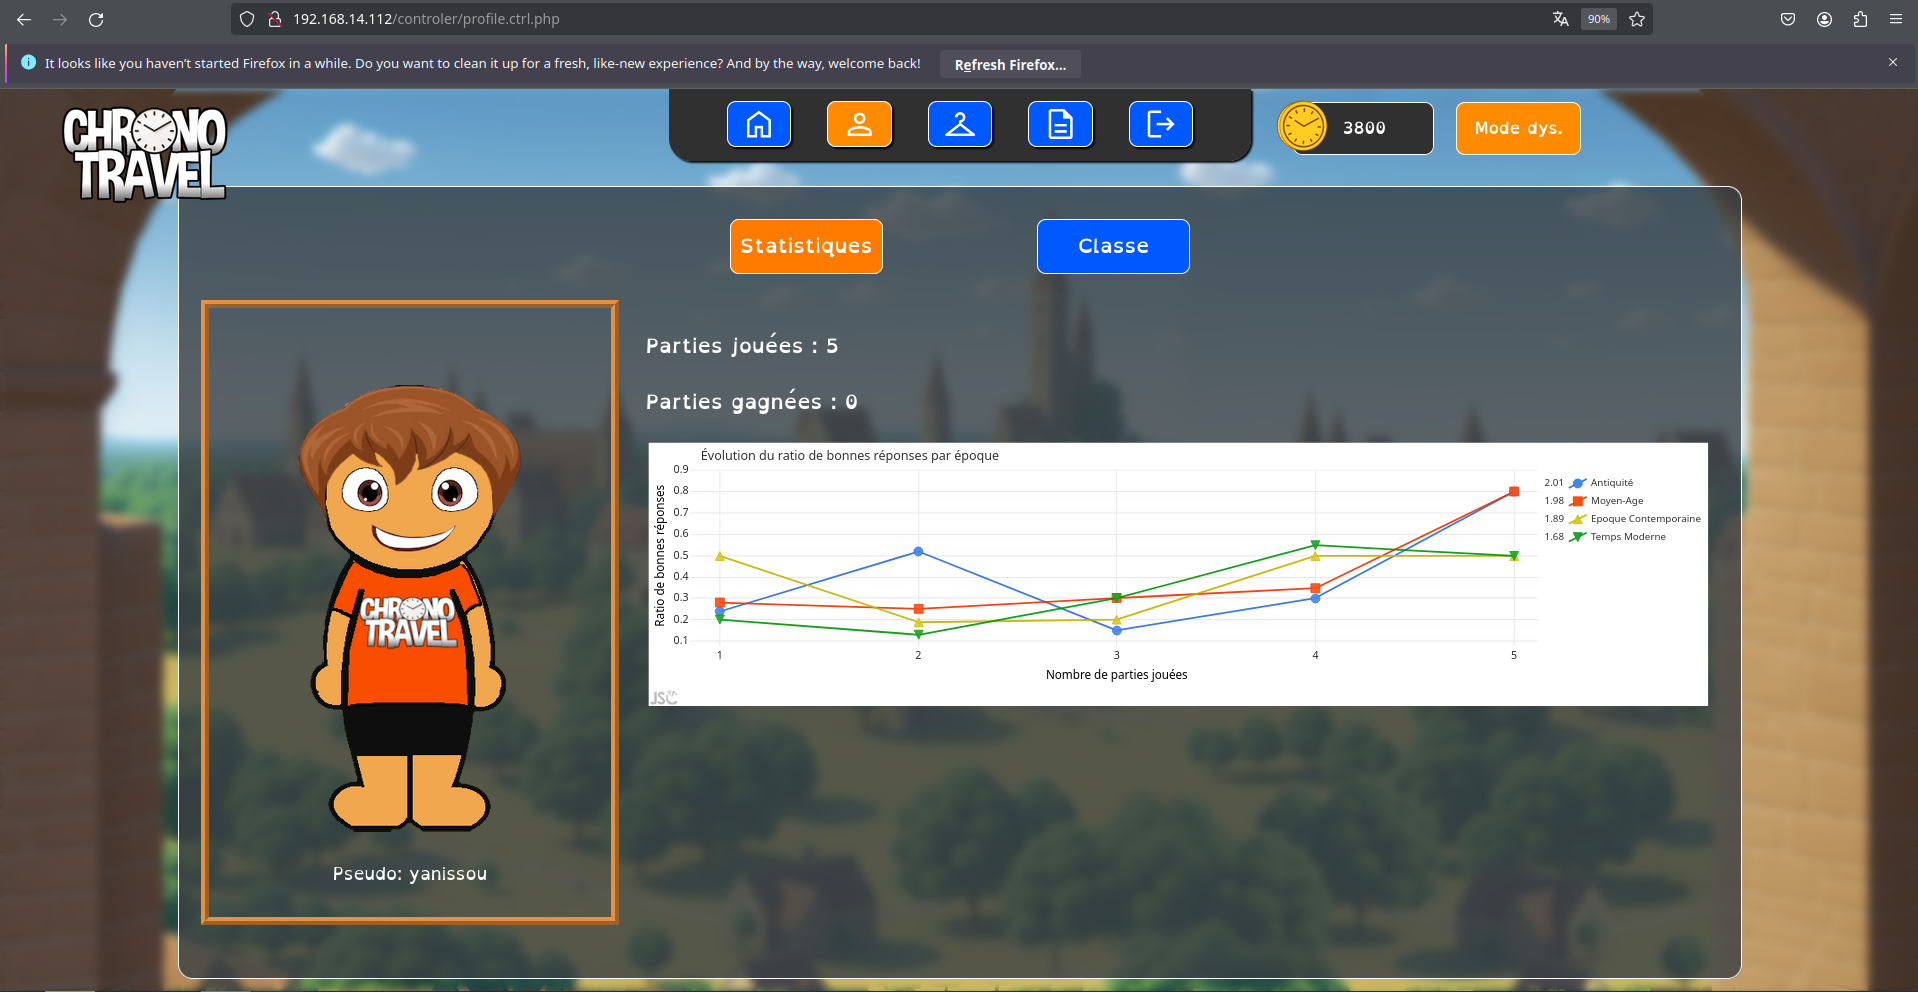 192.168.14.112/controler/profile.ctrl.php
90%
It looks like you haven't started Firefox in a while. Do you want to clean it up for a fresh, like-new experience? And by the way, welcome back!
Refresh Firefox...
CHRONO
TRAVEL
3800
Mode dys.
Statistiques
Classe
Parties jouées : 5
Parties gagnées : 0
CHRONO
TRAVEL
Pseudo: yanissou
Évolution du ratio de bonnes réponses par époque
Ratio de bonnes réponses
0.9
0.8
0.7
0.6
0.5
0.4
0.3
0.2
0.1
1 2 3 4 5
Nombre de parties jouées
2.01 Antiquité
1.98 Moyen-Age
1.89 Epoque Contemporaine
1.68 Temps Moderne
JSC